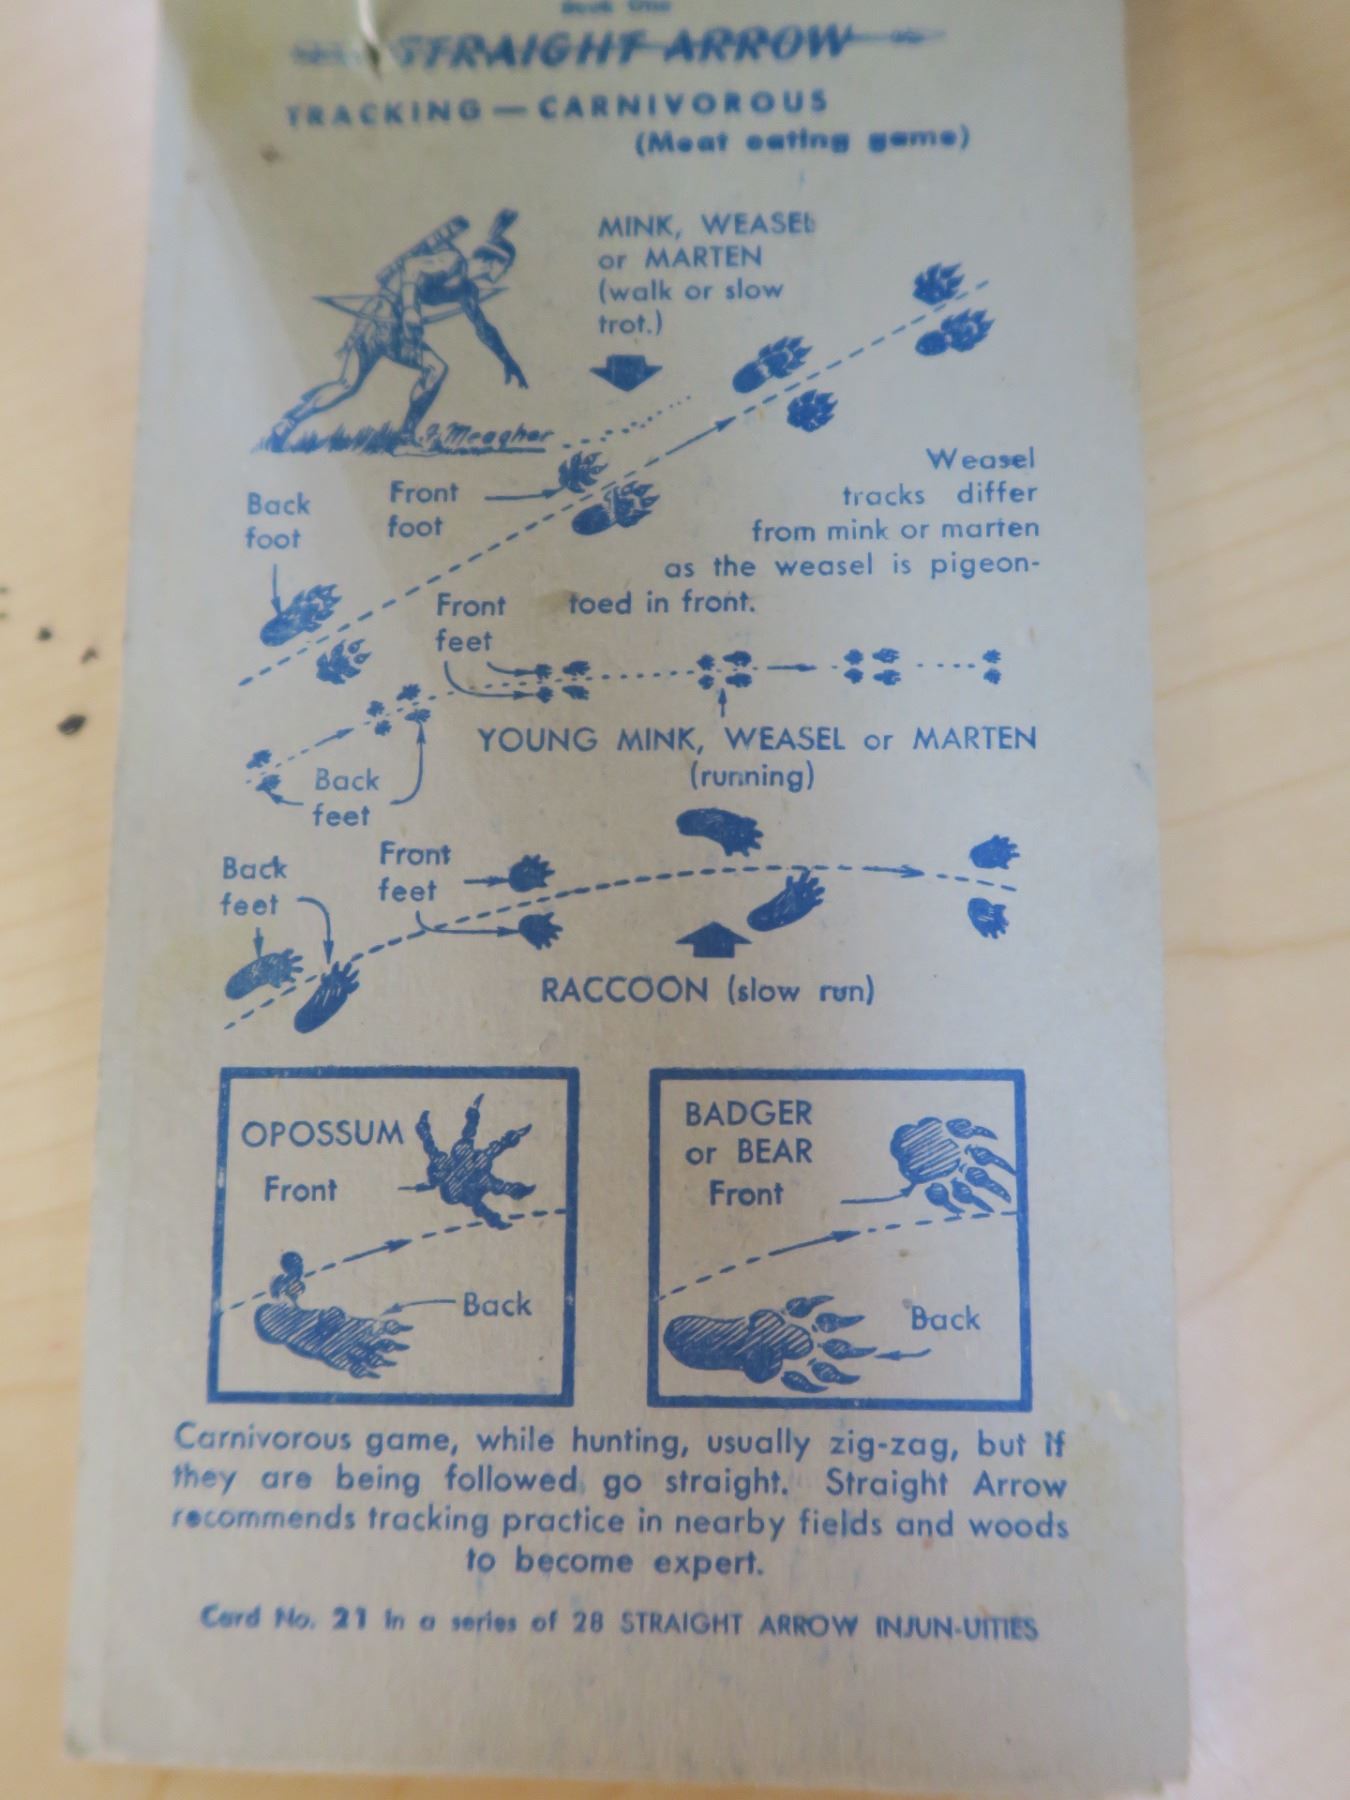 Book One
STRAIGHT ARROW
TRACKING — CARNIVOROUS
(Meat eating game)
MINK, WEASEL
or MARTEN
(walk or slow
trot.)
F. Meagher
Back
foot
Front
foot
Weasel
tracks differ
from mink or marten
as the weasel is pigeon-
toed in front.
Front
feet
YOUNG MINK, WEASEL or MARTEN
(running)
Back
feet
Back
feet
Front
feet
RACCOON (slow run)
OPOSSUM
Front
Back
BADGER
or BEAR
Front
Back
Carnivorous game, while hunting, usually zig-zag, but if
they are being followed, go straight. Straight Arrow
recommends tracking practice in nearby fields and woods
to become expert.
Card No. 21 in a series of 28 STRAIGHT ARROW INJUN-UITIES